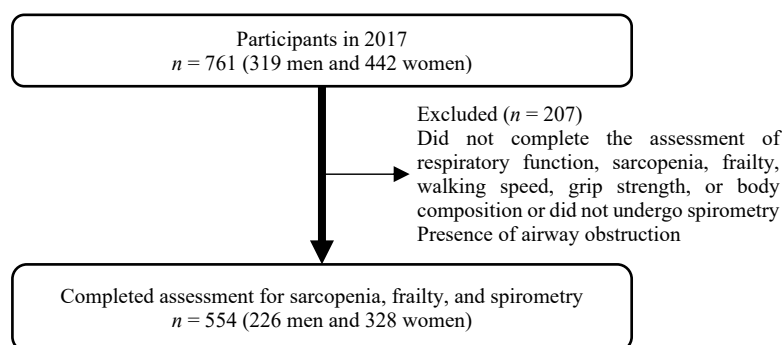 Participants in 2017
n = 761 (319 men and 442 women)
Excluded (n = 207)
Did not complete the assessment of
respiratory function, sarcopenia, frailty,
walking speed, grip strength, or body
composition or did not undergo spirometry
Presence of airway obstruction
Completed assessment for sarcopenia, frailty, and spirometry
n = 554 (226 men and 328 women)